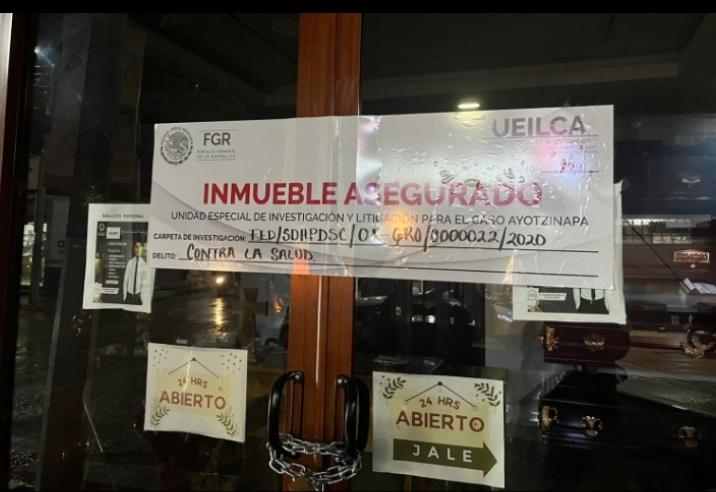 FGR
FISCALÍA GENERAL
DE LA REPÚBLICA
UEILCA
INMUEBLE ASEGURADO
UNIDAD ESPECIAL DE INVESTIGACIÓN Y LITIGACIÓN PARA EL CASO AYOTZINAPA
CARPETA DE INVESTIGACIÓN: FED/SDHPDSC/01 GRO/0000022/2020
DELITO: CONTRA LA SALUD
SOLICITO PERSONAL
24 HRS
ABIERTO
24 HRS
ABIERTO
JALE